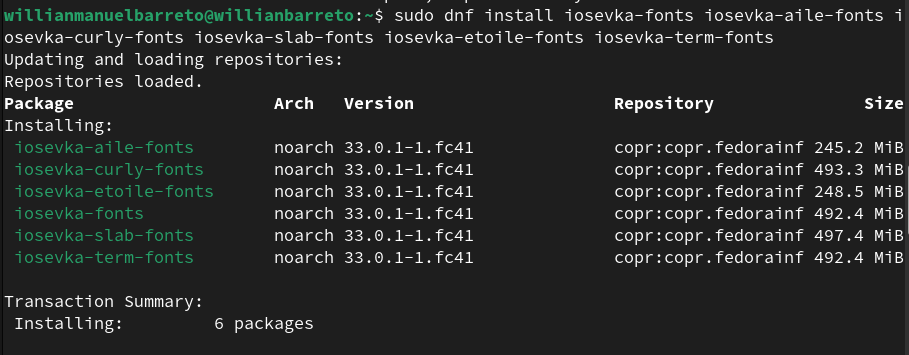 willianmanuelbarreto@willianbarreto:~$ sudo dnf install iosevka-fonts iosevka-aile-fonts i
osevka-curly-fonts iosevka-slab-fonts iosevka-etoile-fonts iosevka-term-fonts
Updating and loading repositories:
Repositories loaded.
Package Arch Version Repository Size
Installing:
iosevka-aile-fonts noarch 33.0.1-1.fc41 copr:copr.fedorainf 245.2 MiB
iosevka-curly-fonts noarch 33.0.1-1.fc41 copr:copr.fedorainf 493.3 MiB
iosevka-etoile-fonts noarch 33.0.1-1.fc41 copr:copr.fedorainf 248.5 MiB
iosevka-fonts noarch 33.0.1-1.fc41 copr:copr.fedorainf 492.4 MiB
iosevka-slab-fonts noarch 33.0.1-1.fc41 copr:copr.fedorainf 497.4 MiB
iosevka-term-fonts noarch 33.0.1-1.fc41 copr:copr.fedorainf 492.4 MiB
Transaction Summary:
Installing: 6 packages